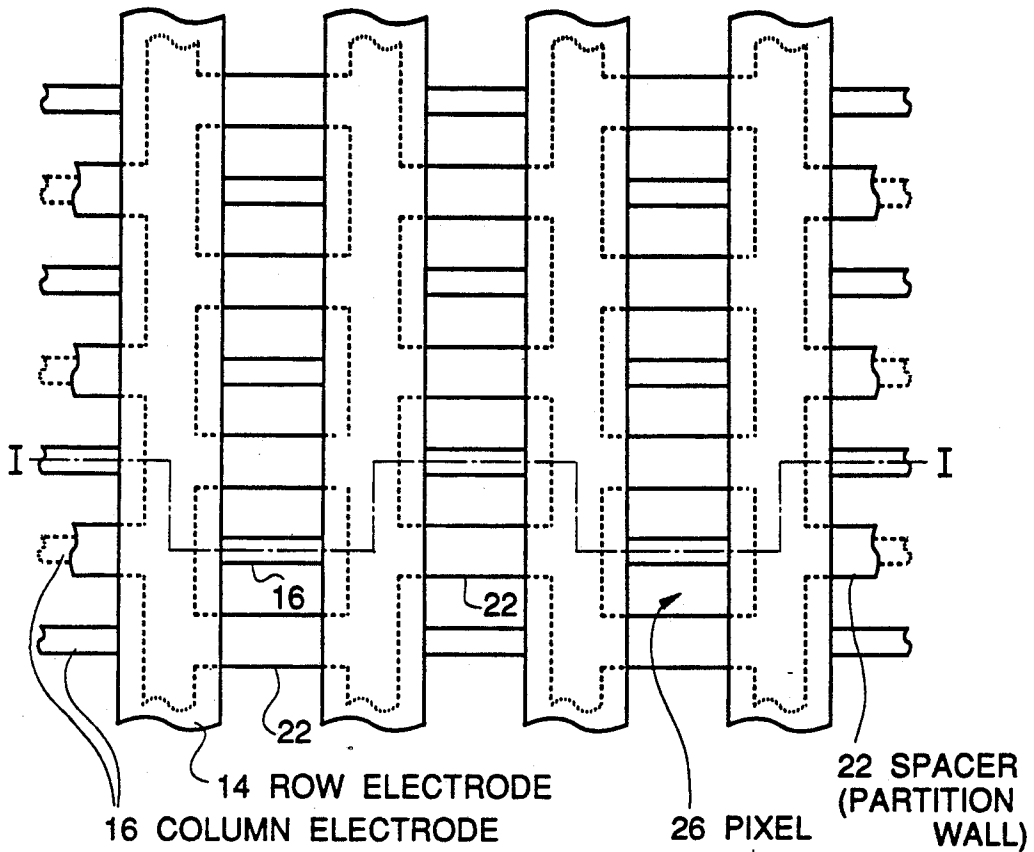 I
I
16
22
22
14 ROW ELECTRODE
16 COLUMN ELECTRODE
26 PIXEL
22 SPACER
(PARTITION
WALL)